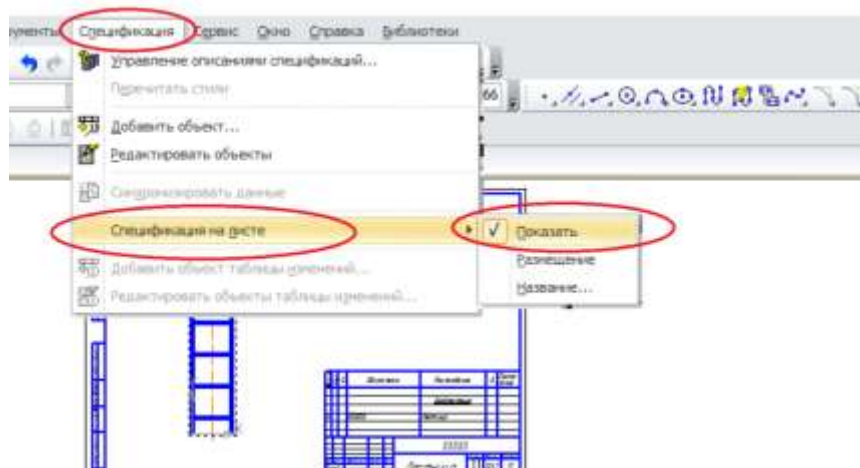 Спецификация Сервис Окно Справка Библиотеки
Управление описаниями спецификаций...
Перечитать стили
66
Добавить объект...
Редактировать объекты
Синхронизировать данные
Спецификация на листе
Показать
Размещение
Добавить объект таблицы изменений...
Название...
Редактировать объекты таблицы изменений...